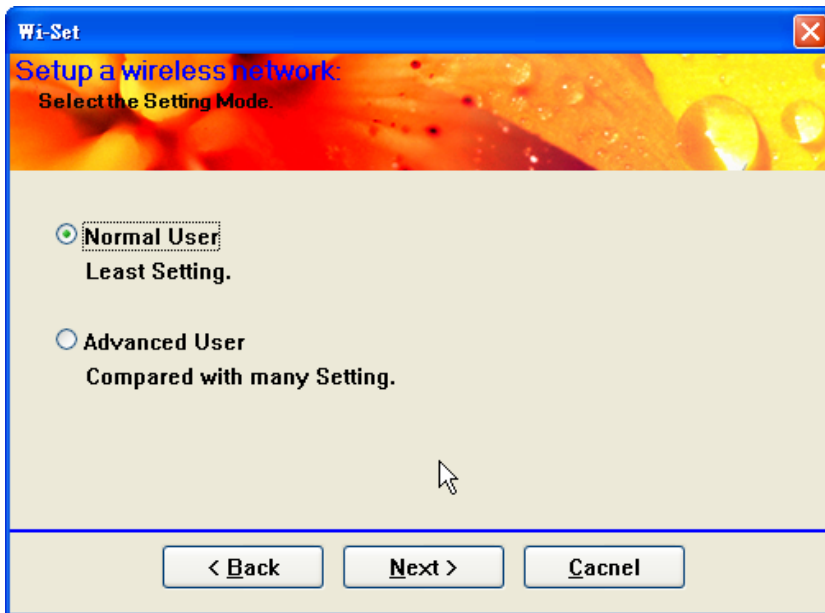 Wi-Set
Setup a wireless network:
Select the Setting Mode.
Normal User
Least Setting.
Advanced User
Compared with many Setting.
< Back
Next >
Cacnel